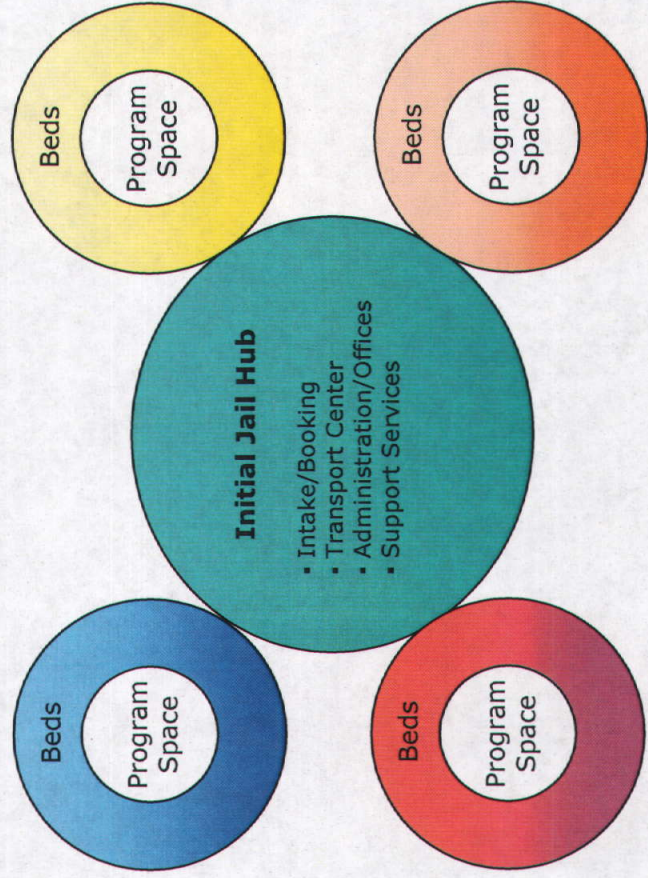 Beds
Program
Space
Beds
Program
Space
Initial Jail Hub
▪ Intake/Booking
▪ Transport Center
▪ Administration/Offices
▪ Support Services
Beds
Program
Space
Beds
Program
Space